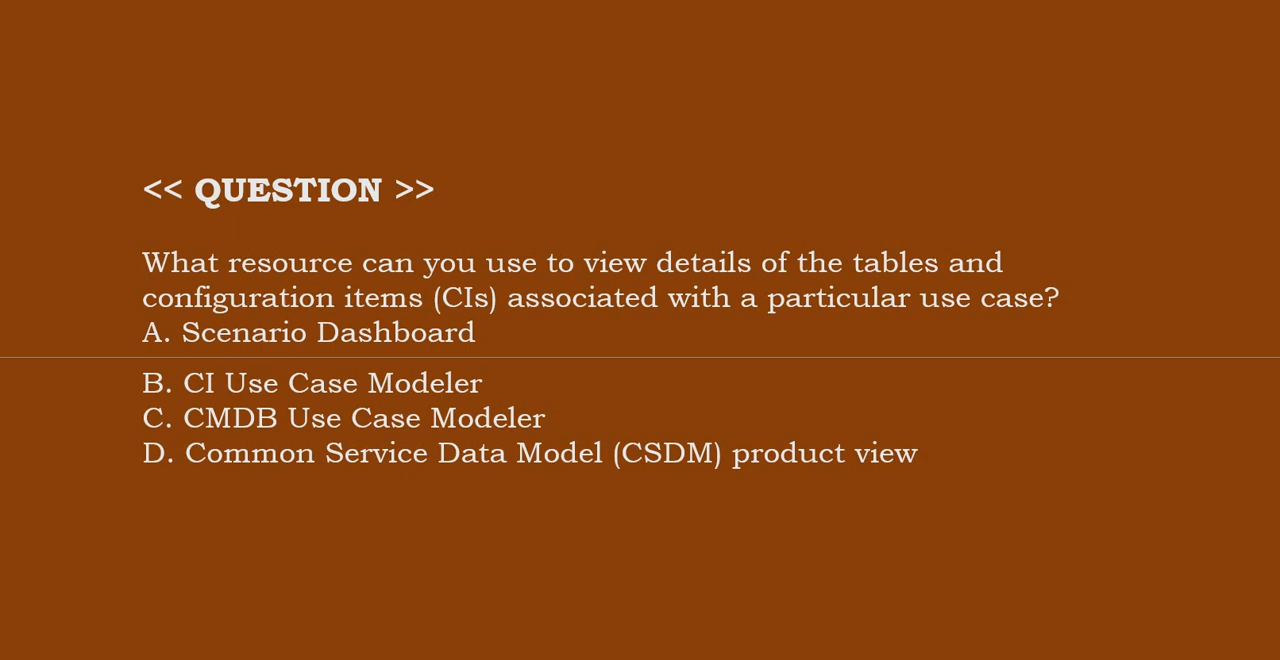 << QUESTION >>
What resource can you use to view details of the tables and
configuration items (CIs) associated with a particular use case?
A. Scenario Dashboard
B. CI Use Case Modeler
C. CMDB Use Case Modeler
D. Common Service Data Model (CSDM) product view